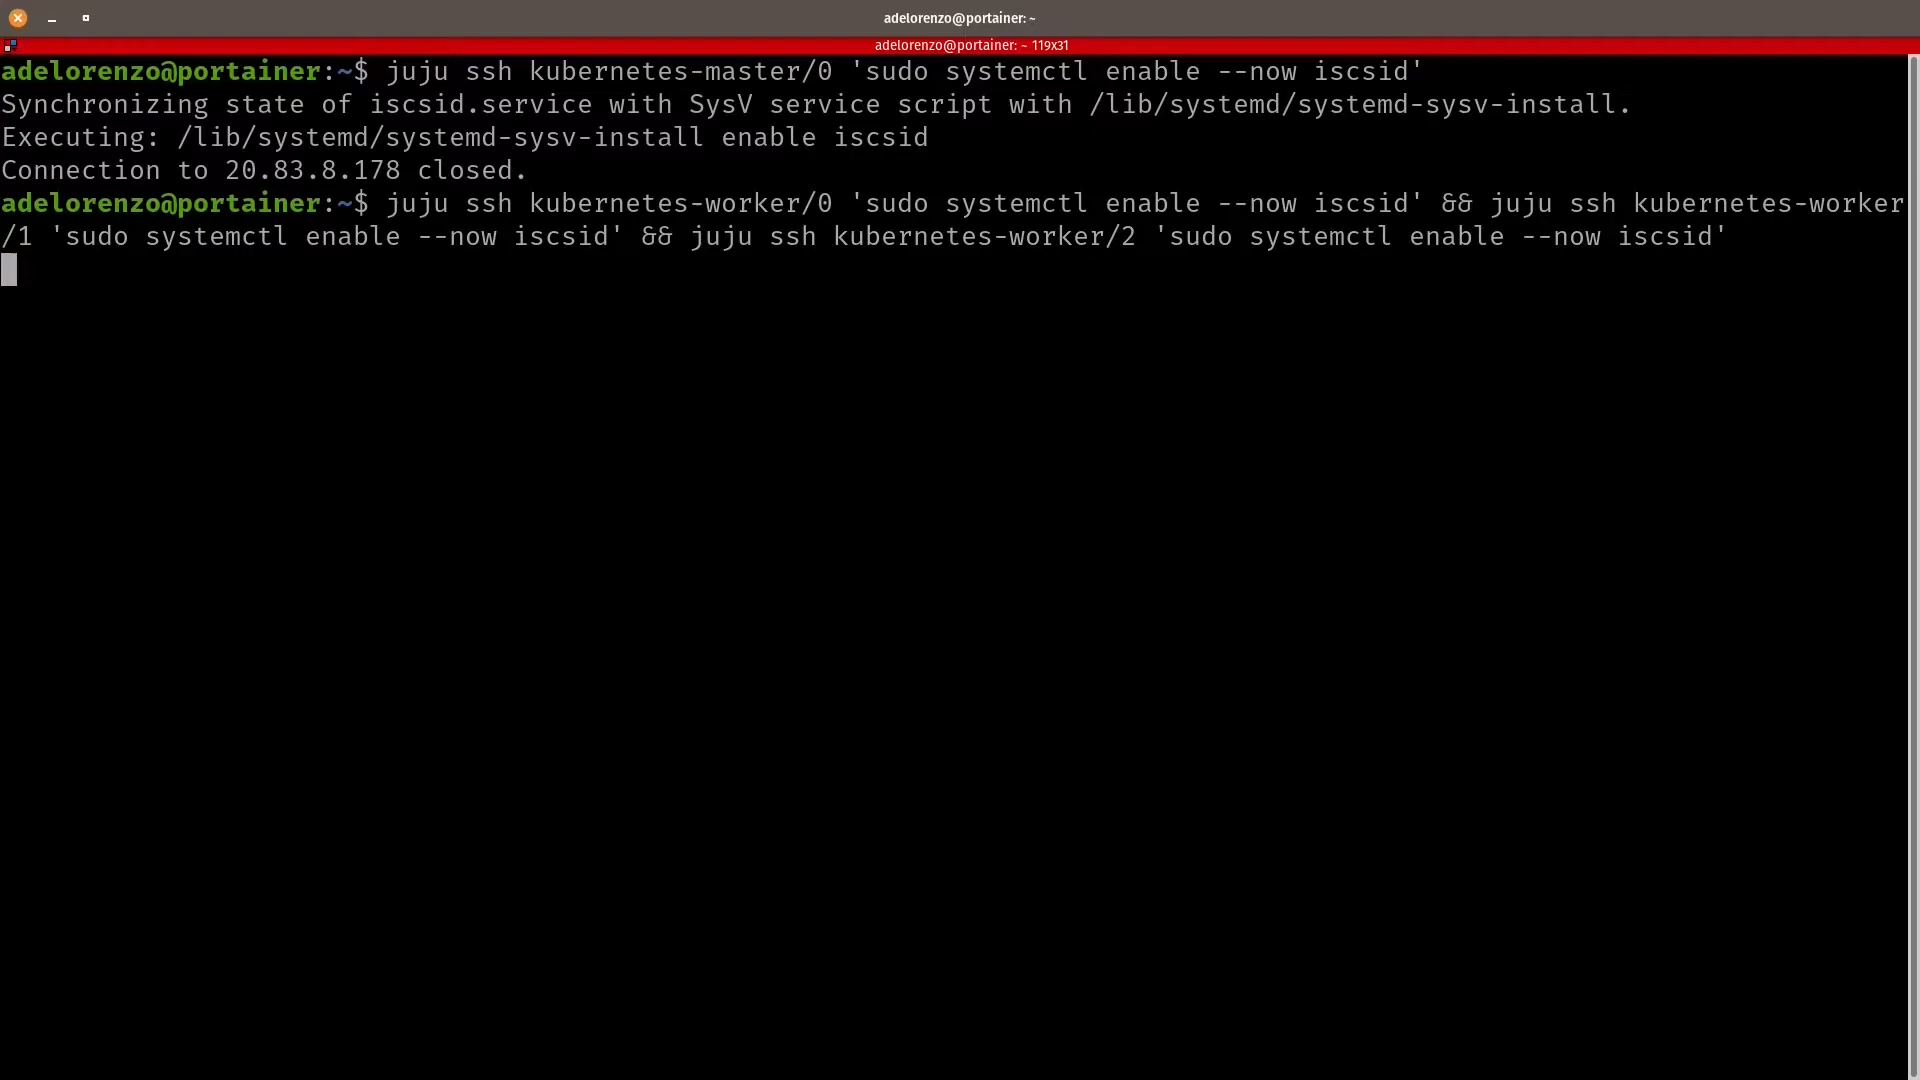 adelorenzo@portainer: ~
adelorenzo@portainer: ~ 119x31
adelorenzo@portainer:~$ juju ssh kubernetes-master/0 'sudo systemctl enable --now iscsid'
Synchronizing state of iscsid.service with SysV service script with /lib/systemd/systemd-sysv-install.
Executing: /lib/systemd/systemd-sysv-install enable iscsid
Connection to 20.83.8.178 closed.
adelorenzo@portainer:~$ juju ssh kubernetes-worker/0 'sudo systemctl enable --now iscsid' && juju ssh kubernetes-worker
/1 'sudo systemctl enable --now iscsid' && juju ssh kubernetes-worker/2 'sudo systemctl enable --now iscsid'